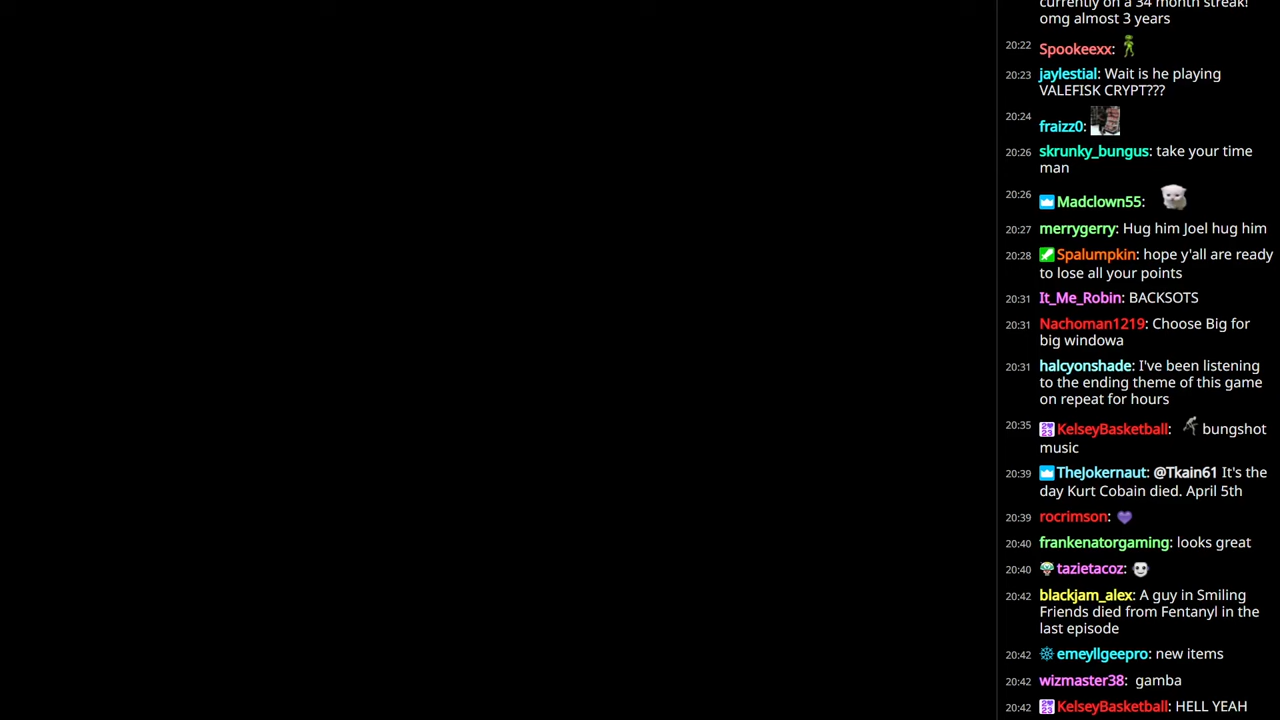 currently on a 34 month streak!
omg almost 3 years
20:22 Spookeexx:
20:23 jaylestial: Wait is he playing
VALEFISK CRYPT???
20:24 fraizz0:
20:26 skrunky_bungus: take your time
man
20:26 Madclown55:
20:27 merrygerry: Hug him Joel hug him
20:28 Spalumpkin: hope y'all are ready
to lose all your points
20:31 It_Me_Robin: BACKSOTS
20:31 Nachoman1219: Choose Big for
big windowa
20:31 halcyonshade: I've been listening
to the ending theme of this game
on repeat for hours
20:35 KelseyBasketball: bungshot
music
20:39 TheJokernaut: @Tkain61 It's the
day Kurt Cobain died. April 5th
20:39 rocrimson:
20:40 frankenatorgaming: looks great
20:40 tazietacoz:
20:42 blackjam_alex: A guy in Smiling
Friends died from Fentanyl in the
last episode
20:42 emeyllgeepro: new items
20:42 wizmaster38: gamba
20:42 KelseyBasketball: HELL YEAH